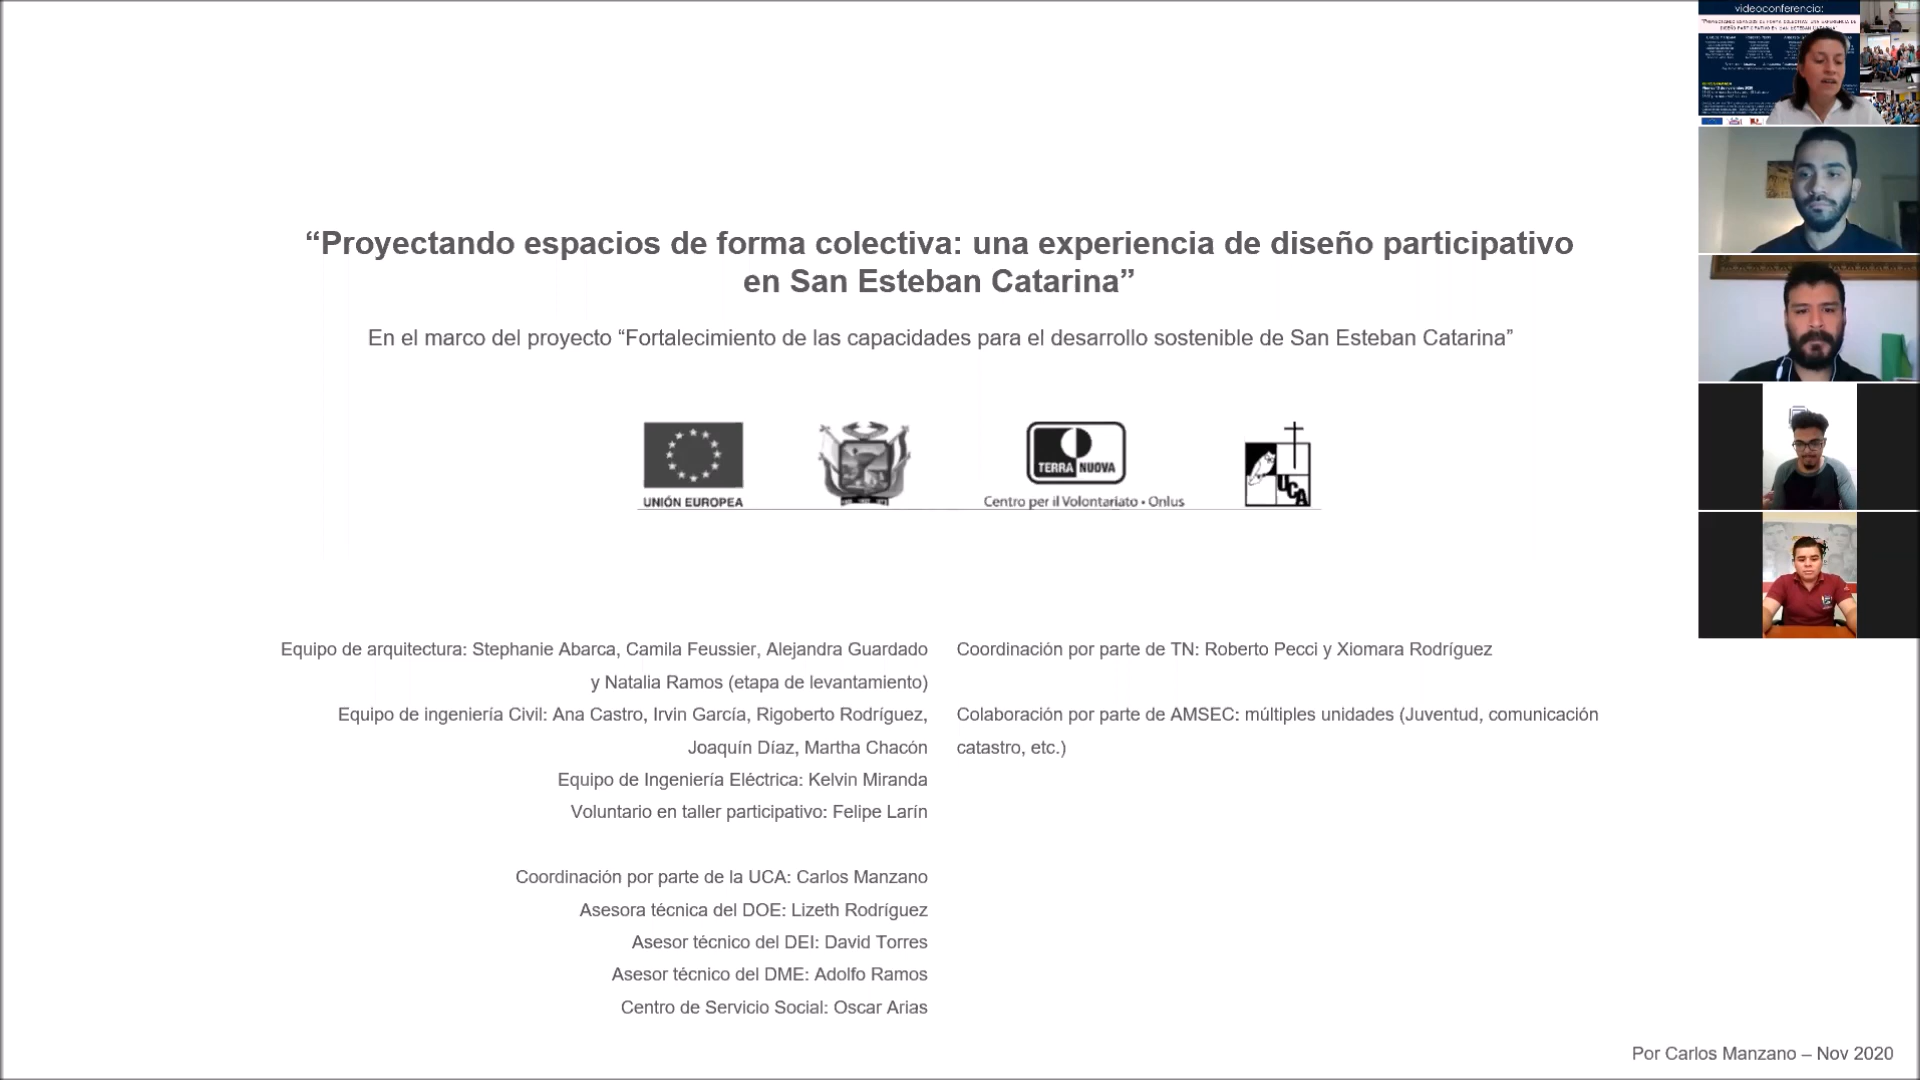 “Proyectando espacios de forma colectiva: una experiencia de diseño participativo
en San Esteban Catarina”
En el marco del proyecto “Fortalecimiento de las capacidades para el desarrollo sostenible de San Esteban Catarina”
UNIÓN EUROPEA
TERRA NUOVA
Centro per il Volontariato • Onlus
UCA
Equipo de arquitectura: Stephanie Abarca, Camila Feussier, Alejandra Guardado
y Natalia Ramos (etapa de levantamiento)
Equipo de ingeniería Civil: Ana Castro, Irvin García, Rigoberto Rodríguez,
Joaquín Díaz, Martha Chacón
Equipo de Ingeniería Eléctrica: Kelvin Miranda
Voluntario en taller participativo: Felipe Larín
Coordinación por parte de la UCA: Carlos Manzano
Asesora técnica del DOE: Lizeth Rodríguez
Asesor técnico del DEI: David Torres
Asesor técnico del DME: Adolfo Ramos
Centro de Servicio Social: Oscar Arias
Coordinación por parte de TN: Roberto Pecci y Xiomara Rodríguez
Colaboración por parte de AMSEC: múltiples unidades (Juventud, comunicación
catastro, etc.)
Por Carlos Manzano – Nov 2020
videoconferencia: